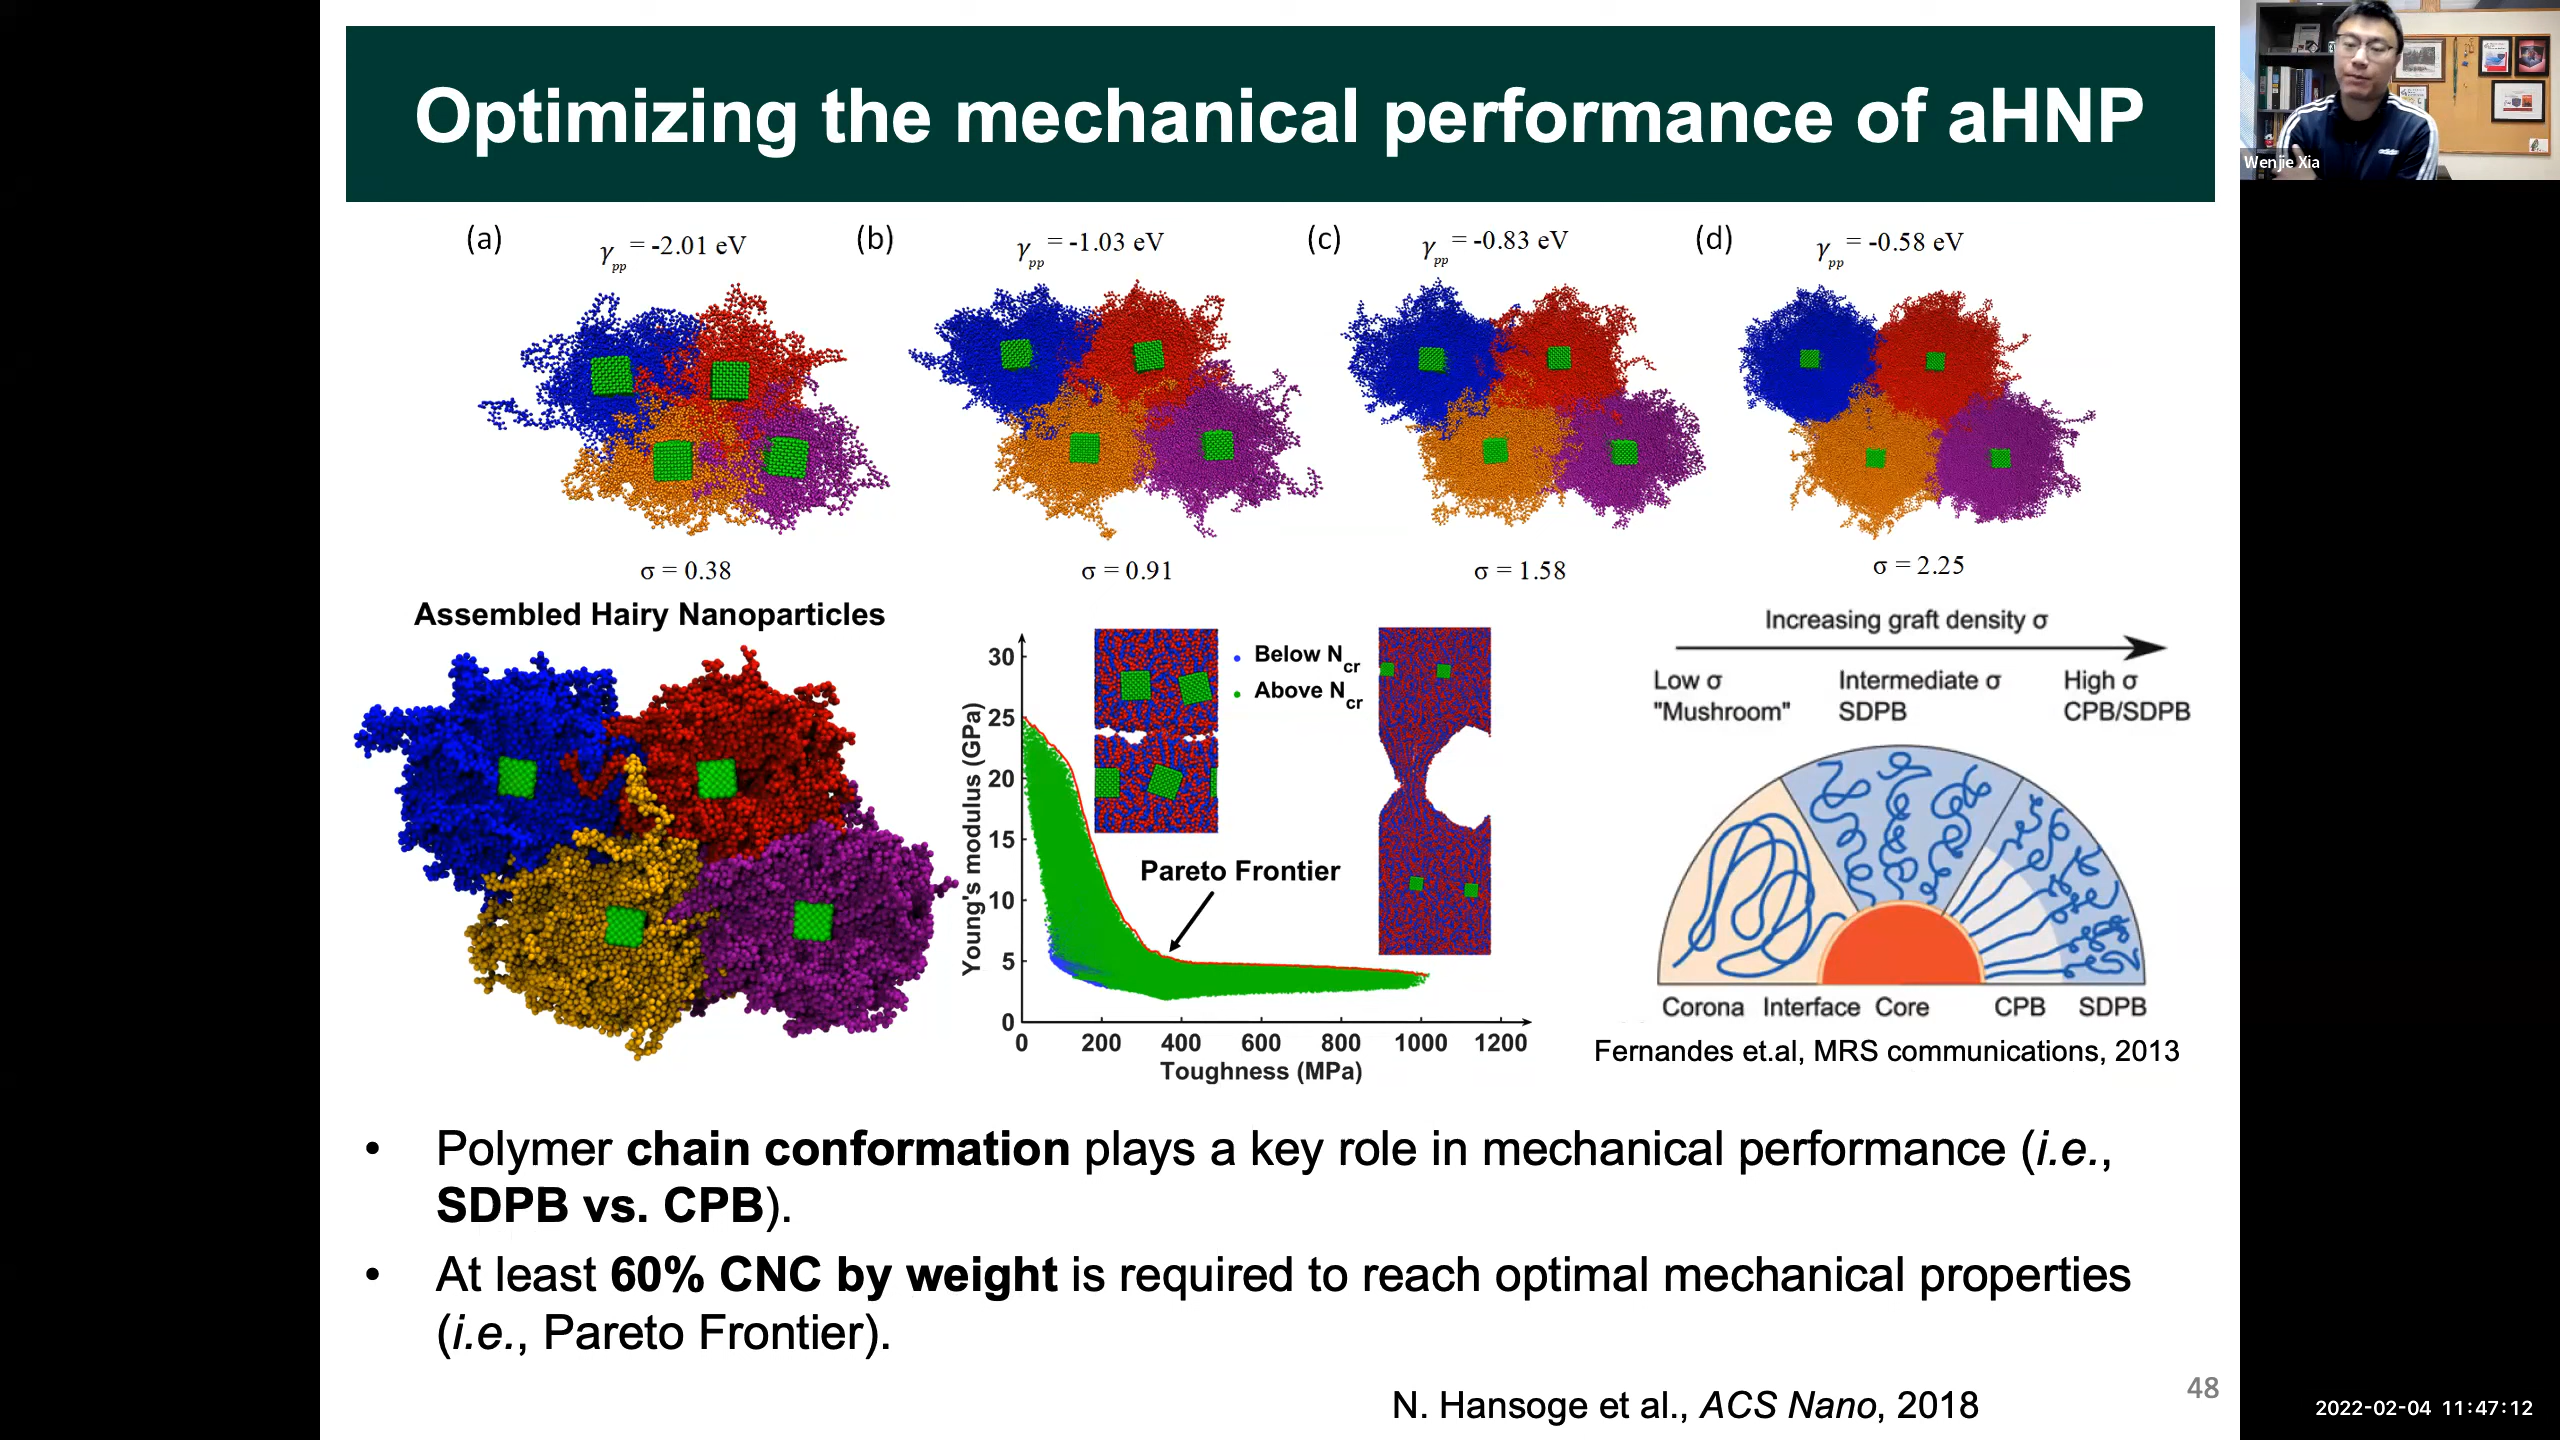 Optimizing the mechanical performance of aHNP
Wenjie Xia
(a)
γpp = -2.01 eV
(b)
γpp = -1.03 eV
(c)
γpp = -0.83 eV
(d)
γpp = -0.58 eV
σ = 0.38
σ = 0.91
σ = 1.58
σ = 2.25
Assembled Hairy Nanoparticles
Below Ncr
Above Ncr
Pareto Frontier
Young's modulus (GPa)
30
25
20
15
10
5
0
0 200 400 600 800 1000 1200
Toughness (MPa)
Increasing graft density σ
Low σ
"Mushroom"
Intermediate σ
SDPB
High σ
CPB/SDPB
Corona Interface Core CPB SDPB
Fernandes et.al, MRS communications, 2013
• Polymer chain conformation plays a key role in mechanical performance (i.e.,
SDPB vs. CPB).
• At least 60% CNC by weight is required to reach optimal mechanical properties
(i.e., Pareto Frontier).
N. Hansoge et al., ACS Nano, 2018
48
2022-02-04 11:47:12